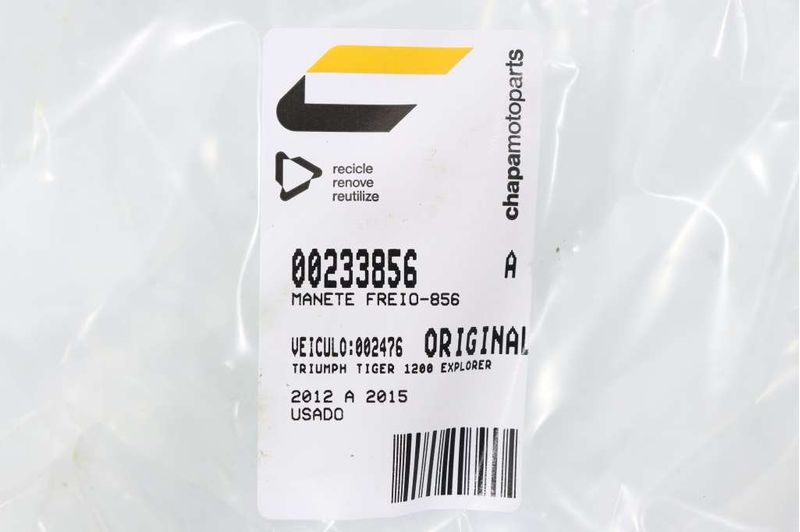 chapamotoparts
recicle
renove
reutilize
00233856 A
MANETE FREIO-856
VEICULO:002476 ORIGINAL
TRIUMPH TIGER 1200 EXPLORER
2012 A 2015
USADO